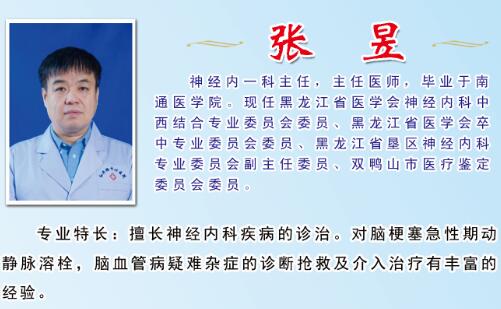 张 昱
神经内一科主任，主任医师，毕业于南
通医学院。现任黑龙江省医学会神经内科中
西结合专业委员会委员、黑龙江省医学会卒
中专业委员会委员、黑龙江省垦区神经内科
专业委员会副主任委员、双鸭山市医疗鉴定
委员会委员。
专业特长：擅长神经内科疾病的诊治。对脑梗塞急性期动
静脉溶栓，脑血管病疑难杂症的诊断抢救及介入治疗有丰富的
经验。